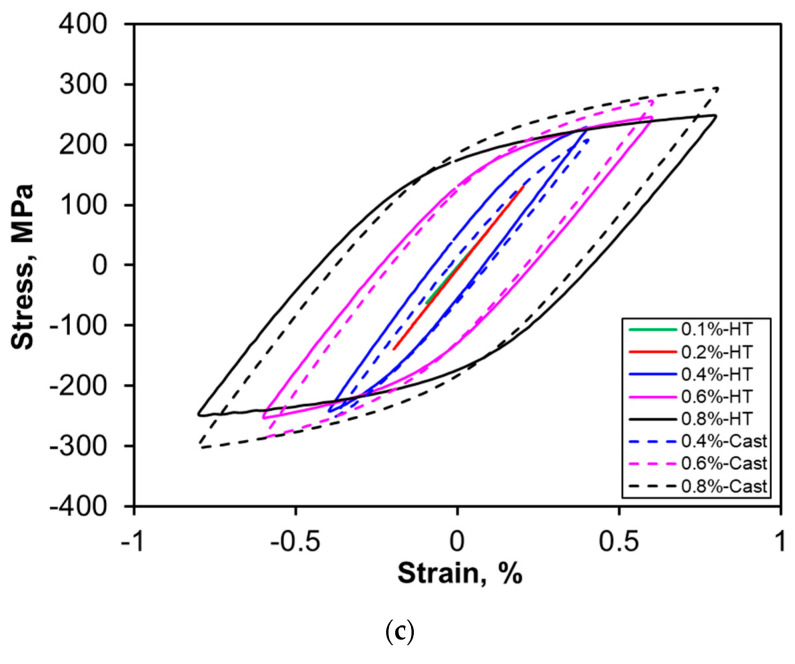 400
300
200
100
0
-100
-200
-300
-400
Stress, MPa
0.1%-HT
0.2%-HT
0.4%-HT
0.6%-HT
0.8%-HT
0.4%-Cast
0.6%-Cast
0.8%-Cast
-1 -0.5 0 0.5 1
Strain, %
(c)